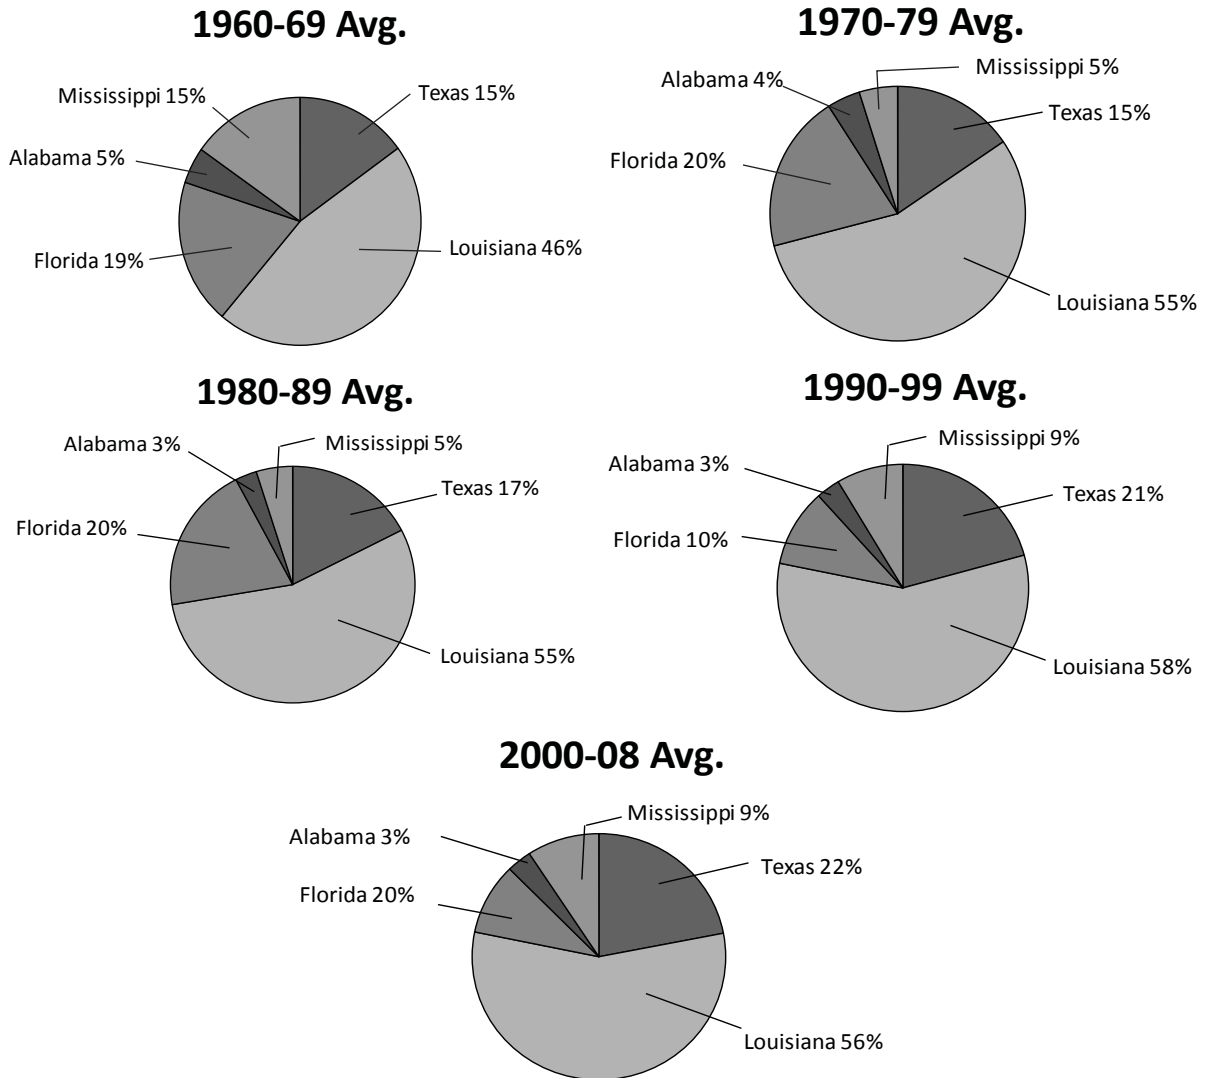 1960-69 Avg.
Mississippi 15%
Texas 15%
Alabama 5%
Louisiana 46%
Florida 19%
1970-79 Avg.
Mississippi 5%
Alabama 4%
Texas 15%
Florida 20%
Louisiana 55%
1980-89 Avg.
Alabama 3%
Mississippi 5%
Texas 17%
Florida 20%
Louisiana 55%
1990-99 Avg.
Mississippi 9%
Alabama 3%
Texas 21%
Florida 10%
Louisiana 58%
2000-08 Avg.
Mississippi 9%
Alabama 3%
Texas 22%
Florida 20%
Louisiana 56%